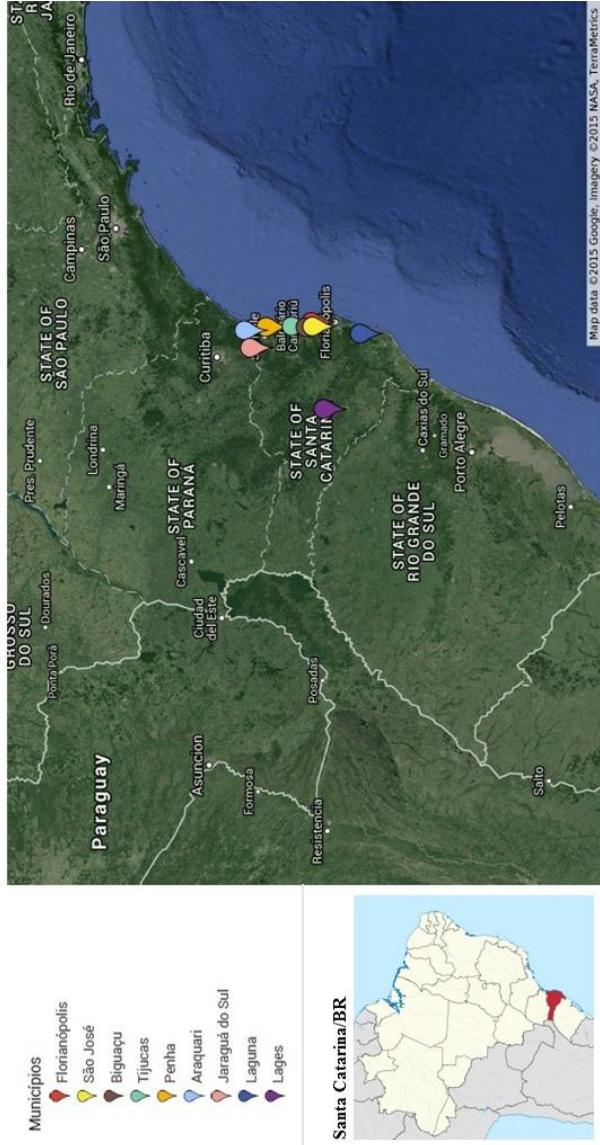 Municípios
Florianópolis
São José
Biguaçu
Tijucas
Penha
Araquari
Jaraguá do Sul
Laguna
Lages
Santa Catarina/BR
GROSSO
DO SUL
Dourados
Ponta Porã
Pres. Prudente
STATE OF
SÃO PAULO
Campinas
São Paulo
Rio de Janeiro
Londrina
Maringá
STATE OF
PARANÁ
Cascavel
Curitiba
Paraguay
Asuncion
Ciudad
del Este
Formosa
Resistencia
Posadas
STATE OF
SANTA
CATARIN
STATE OF
RIO GRANDE
DO SUL
Caxias do Sul
Gramado
Porto Alegre
Pelotas
Salto
Map data ©2015 Google, Imagery ©2015 NASA, TerraMetrics